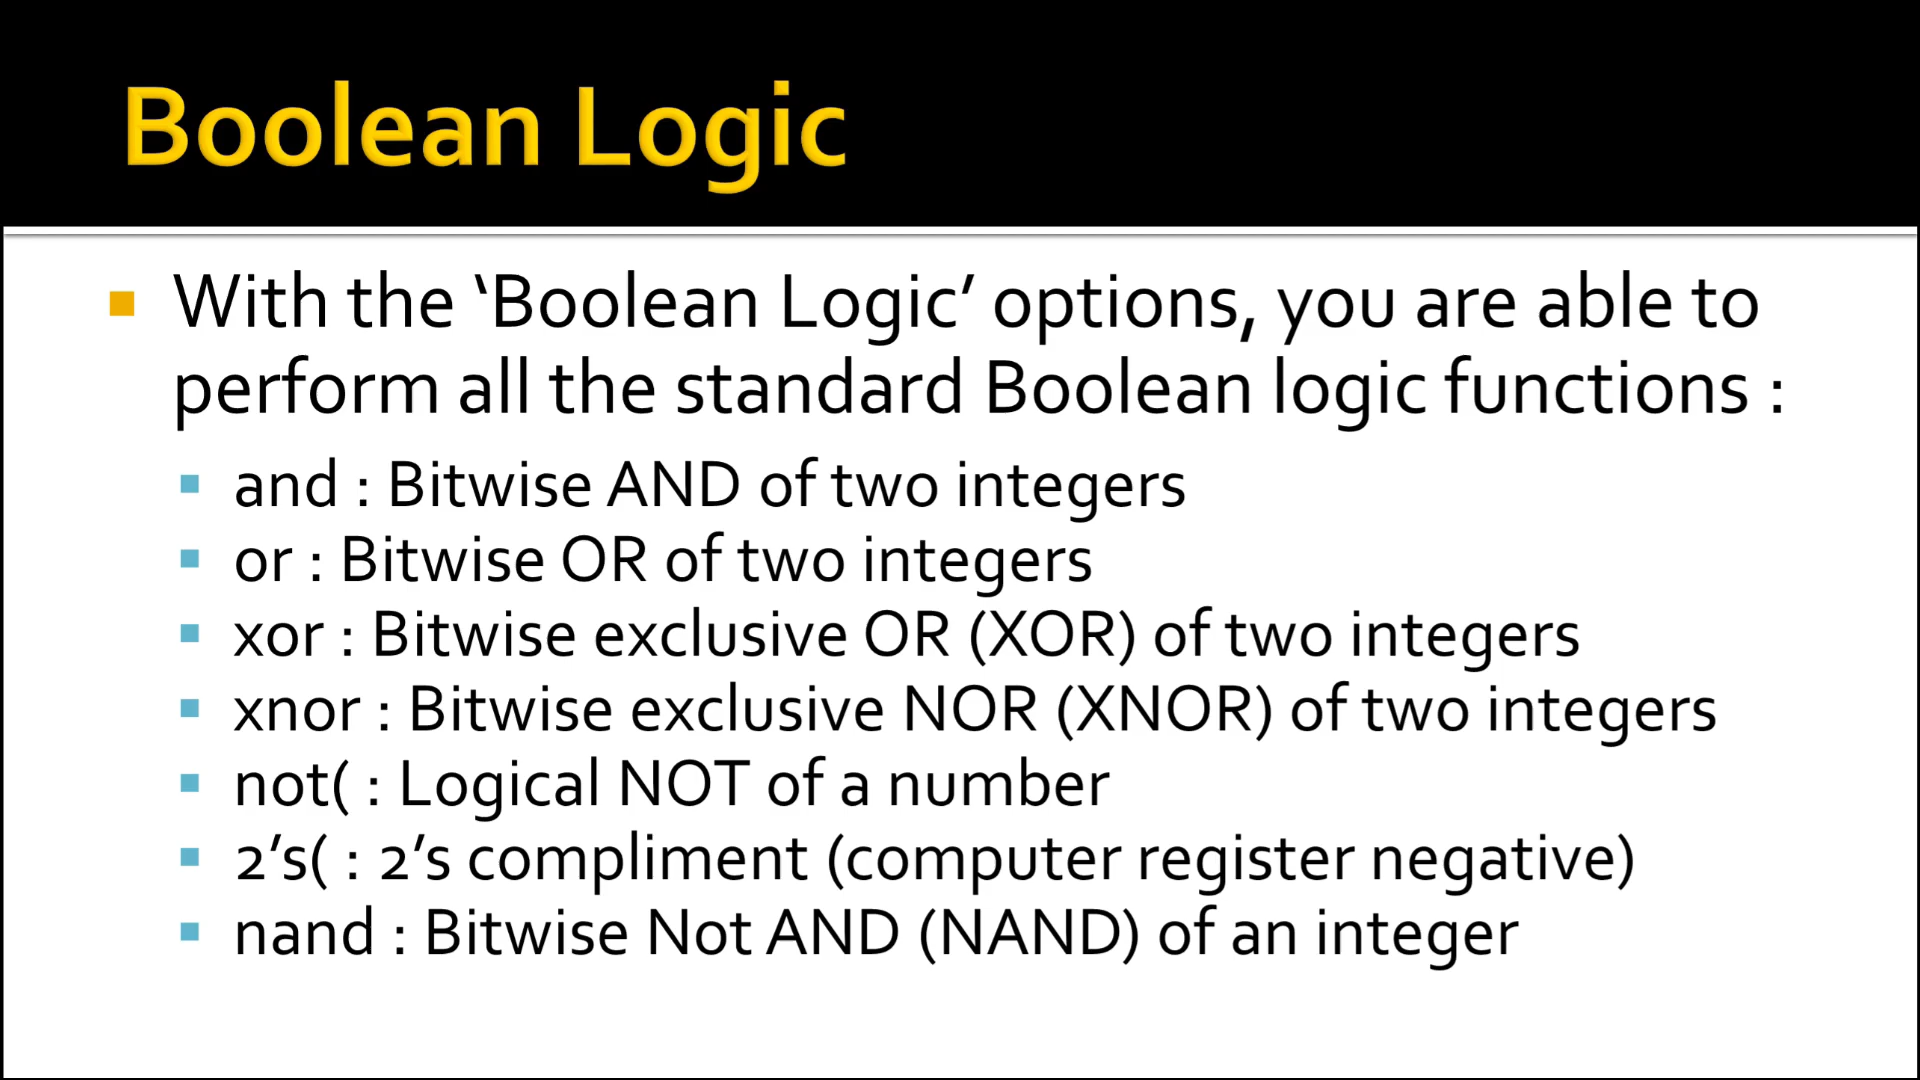 Boolean Logic
With the ‘Boolean Logic’ options, you are able to
perform all the standard Boolean logic functions :
and : Bitwise AND of two integers
or : Bitwise OR of two integers
xor : Bitwise exclusive OR (XOR) of two integers
xnor : Bitwise exclusive NOR (XNOR) of two integers
not( : Logical NOT of a number
2’s( : 2’s compliment (computer register negative)
nand : Bitwise Not AND (NAND) of an integer